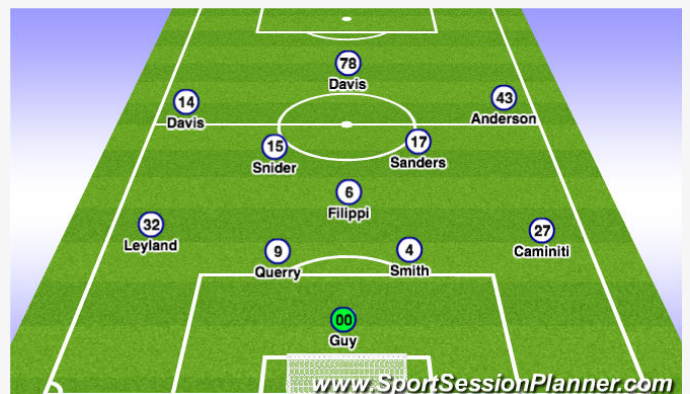 78
Davis
14
Davis
43
Anderson
15
Snider
17
Sanders
6
Filippi
32
Leyland
27
Caminiti
9
Querry
4
Smith
00
Guy
www.SportSessionPlanner.com